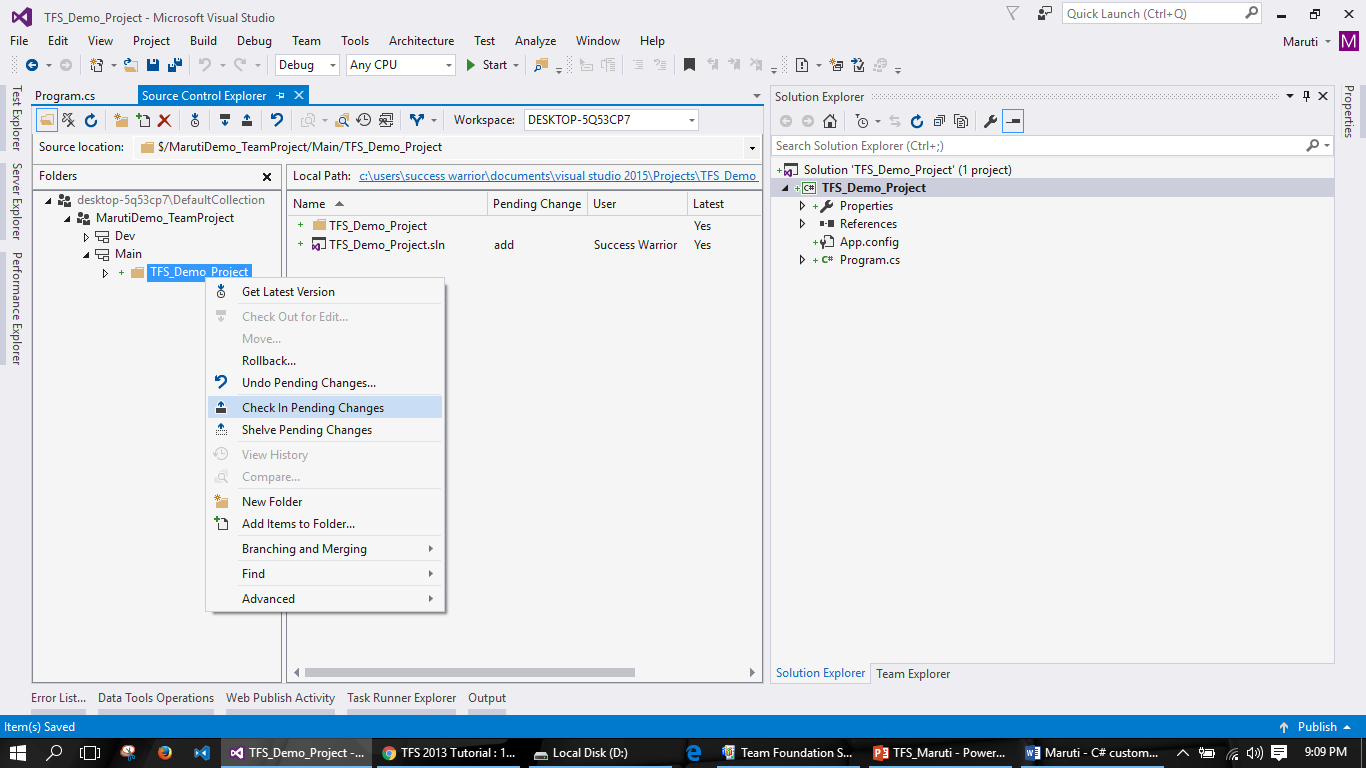 TFS_Demo_Project - Microsoft Visual Studio
Quick Launch (Ctrl+Q)
File Edit View Project Build Debug Team Tools Architecture Test Analyze Window Help
Maruti M
Debug Any CPU Start
Test Explorer
Server Explorer
Performance Explorer
Program.cs Source Control Explorer
Workspace: DESKTOP-5Q53CP7
Source location: $/MarutiDemo_TeamProject/Main/TFS_Demo_Project
Folders
desktop-5q53cp7\DefaultCollection
MarutiDemo_TeamProject
Dev
Main
TFS_Demo_Project
Local Path: c:\users\success warrior\documents\visual studio 2015\Projects\TFS_Demo
Name Pending Change User Latest
TFS_Demo_Project Yes
TFS_Demo_Project.sln add Success Warrior Yes
Get Latest Version
Check Out for Edit...
Move...
Rollback...
Undo Pending Changes...
Check In Pending Changes
Shelve Pending Changes
View History
Compare...
New Folder
Add Items to Folder...
Branching and Merging
Find
Advanced
Solution Explorer
Search Solution Explorer (Ctrl+;)
Solution 'TFS_Demo_Project' (1 project)
C# TFS_Demo_Project
Properties
References
App.config
C# Program.cs
Solution Explorer Team Explorer
Properties
Error List... Data Tools Operations Web Publish Activity Task Runner Explorer Output
Item(s) Saved
Publish
TFS_Demo_Project -...
TFS 2013 Tutorial : 1...
Local Disk (D:)
Team Foundation S...
TFS_Maruti - Power...
Maruti - C# custom...
9:09 PM